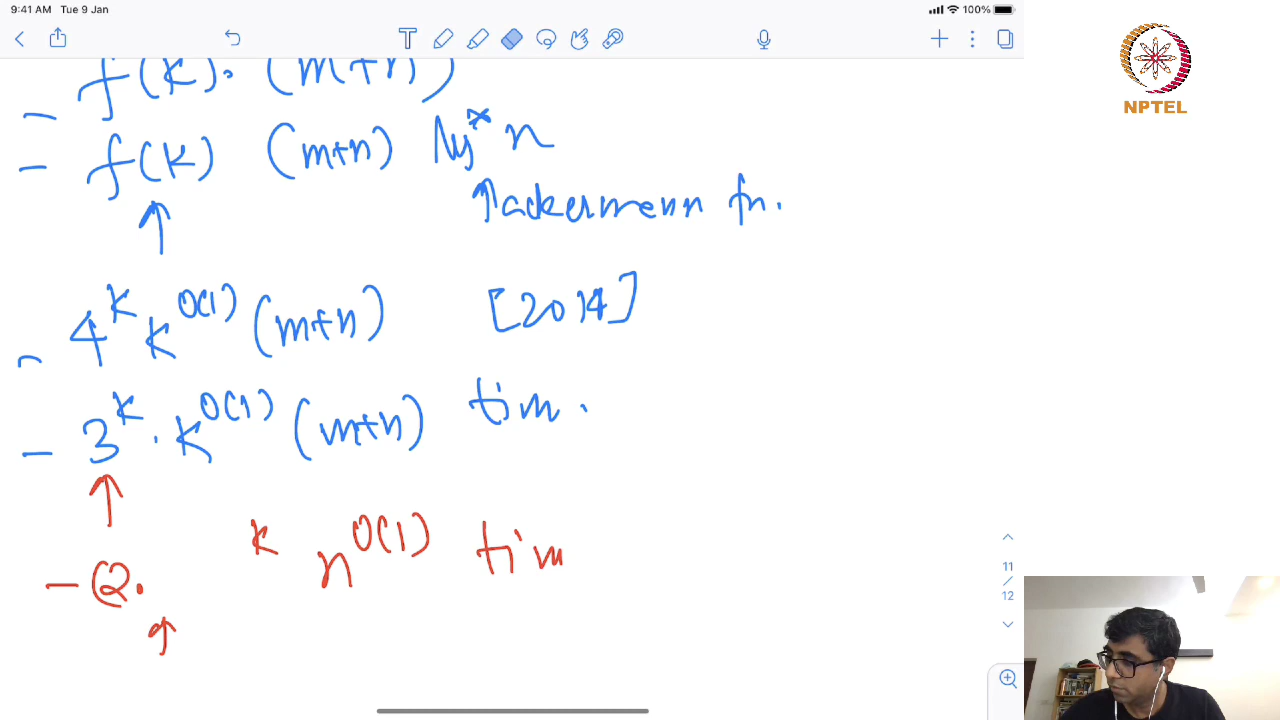 9:41 AM Tue 9 Jan
100%
NPTEL
- f(k). (m+n)
- f(k) (m+n) log* n
↑ackermann fn.
- 4^k k^O(1) (m+n) [2014]
- 3^k . k^O(1) (m+n) tim.
- (2. ^k n^O(1) tim
11
/
12